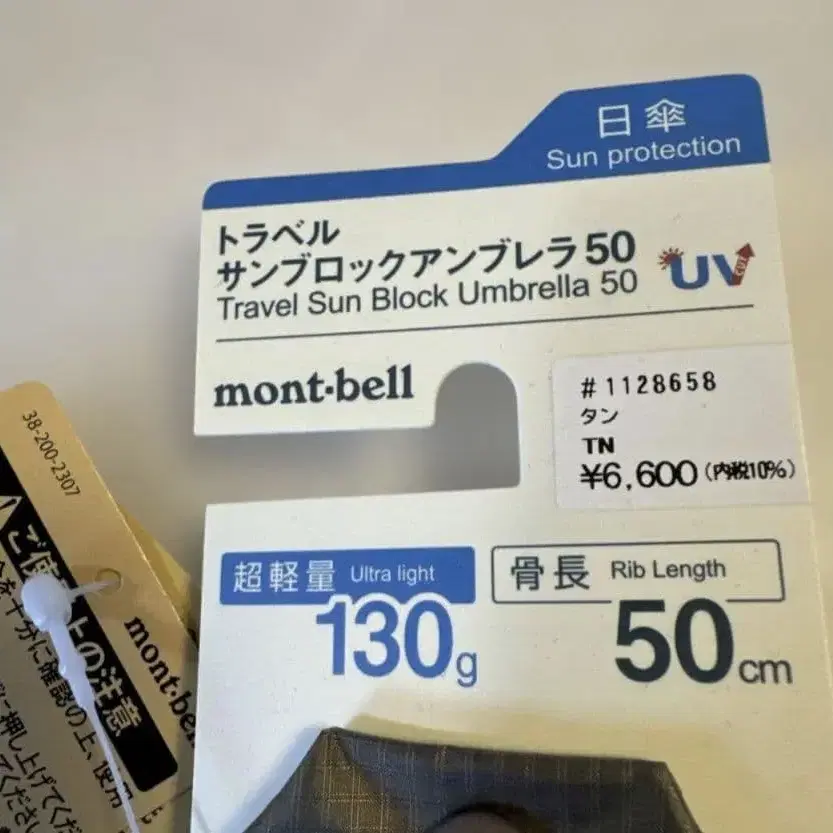 日傘
Sun protection
トラベル
サンブロックアンブレラ50
Travel Sun Block Umbrella 50
UV
CUT
mont·bell
#1128658
タン
TN
¥6,600(内税10%)
超軽量 Ultra light
130g
骨長 Rib Length
50cm
38-200-2307
mont·bell